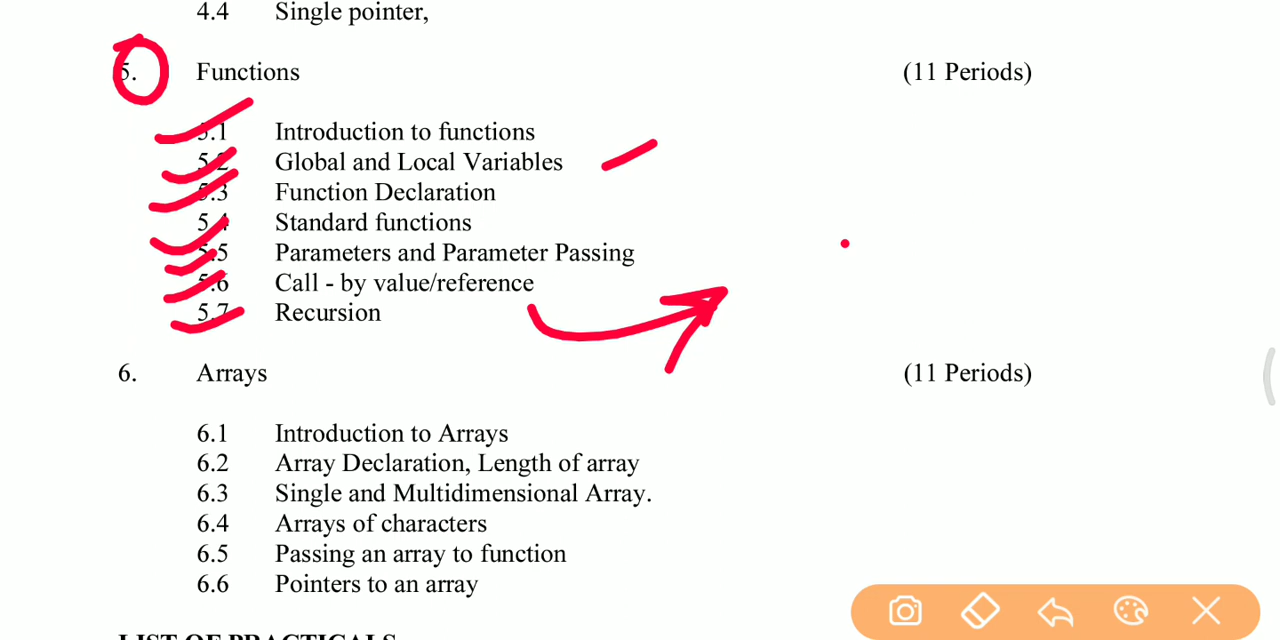 4.4 Single pointer,
5. Functions (11 Periods)
5.1 Introduction to functions
5.2 Global and Local Variables
5.3 Function Declaration
5.4 Standard functions
5.5 Parameters and Parameter Passing
5.6 Call - by value/reference
5.7 Recursion
6. Arrays (11 Periods)
6.1 Introduction to Arrays
6.2 Array Declaration, Length of array
6.3 Single and Multidimensional Array.
6.4 Arrays of characters
6.5 Passing an array to function
6.6 Pointers to an array
LIST OF PRACTICALS